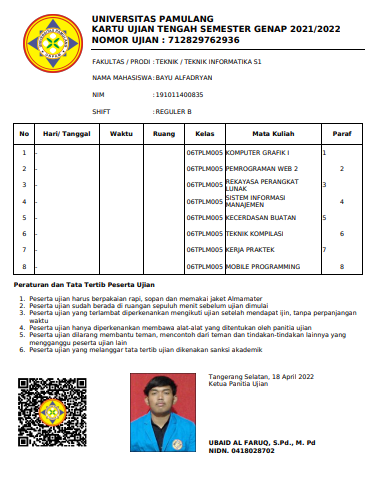 UNIVERSITAS PAMULANG
KARTU UJIAN TENGAH SEMESTER GENAP 2021/2022
NOMOR UJIAN : 712829762936
FAKULTAS / PRODI : TEKNIK / TEKNIK INFORMATIKA S1
NAMA MAHASISWA : BAYU ALFADRYAN
NIM : 191011400835
SHIFT : REGULER B
No Hari/ Tanggal Waktu Ruang Kelas Mata Kuliah Paraf
1 - 06TPLM005 KOMPUTER GRAFIK I 1
2 - 06TPLM005 PEMROGRAMAN WEB 2 2
3 - 06TPLM005 REKAYASA PERANGKAT LUNAK 3
4 - 06TPLM005 SISTEM INFORMASI MANAJEMEN 4
5 - 06TPLM005 KECERDASAN BUATAN 5
6 - 06TPLM005 TEKNIK KOMPILASI 6
7 - 06TPLM005 KERJA PRAKTEK 7
8 - 06TPLM005 MOBILE PROGRAMMING 8
Peraturan dan Tata Tertib Peserta Ujian
1. Peserta ujian harus berpakaian rapi, sopan dan memakai jaket Almamater
2. Peserta ujian sudah berada di ruangan sepuluh menit sebelum ujian dimulai
3. Peserta ujian yang terlambat diperkenankan mengikuti ujian setelah mendapat ijin, tanpa perpanjangan
waktu
4. Peserta ujian hanya diperkenankan membawa alat-alat yang ditentukan oleh panitia ujian
5. Peserta ujian dilarang membantu teman, mencontoh dari teman dan tindakan-tindakan lainnya yang
mengganggu peserta ujian lain
6. Peserta ujian yang melanggar tata tertib ujian dikenakan sanksi akademik
Tangerang Selatan, 18 April 2022
Ketua Panitia Ujian
UBAID AL FARUQ, S.Pd., M. Pd
NIDN. 0418028702